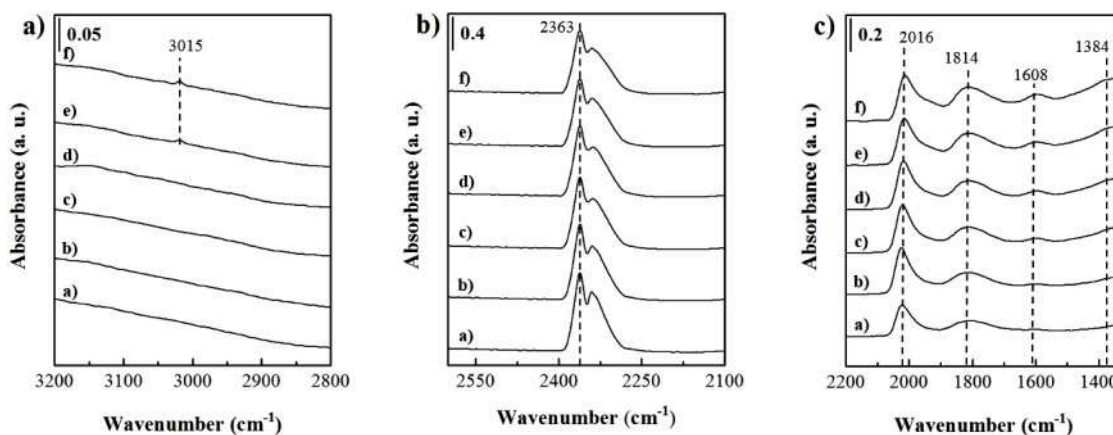 a)
0.05
3015
f)
e)
d)
c)
b)
a)
Absorbance (a. u.)
3200 3100 3000 2900 2800
Wavenumber (cm⁻¹)
b)
0.4
2363
f)
e)
d)
c)
b)
a)
Absorbance (a. u.)
2550 2400 2250 2100
Wavenumber (cm⁻¹)
c)
0.2
2016
1814
1608
1384
f)
e)
d)
c)
b)
a)
Absorbance (a. u.)
2200 2000 1800 1600 1400
Wavenumber (cm⁻¹)